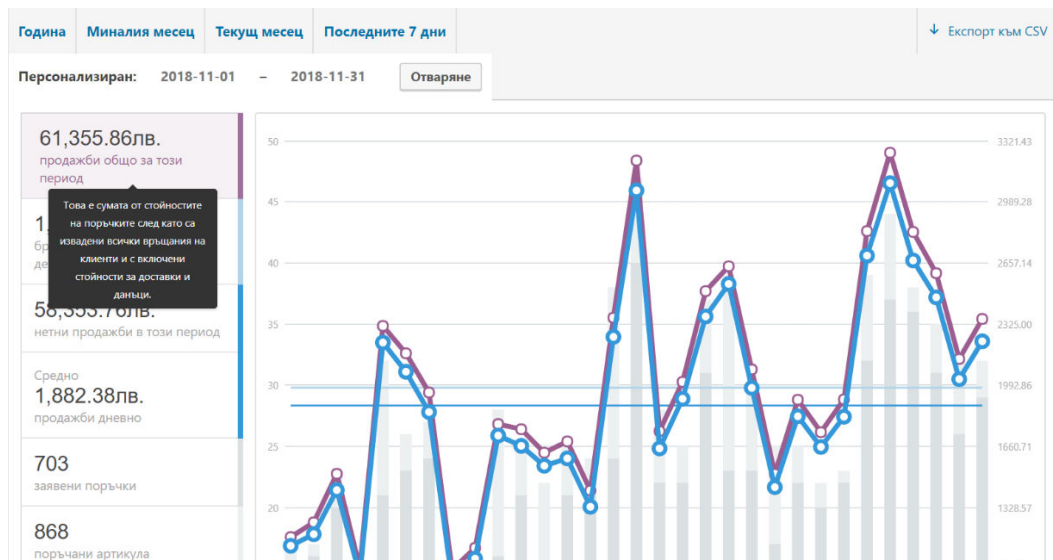 Година Миналия месец Текущ месец Последните 7 дни Експорт към CSV
Персонализиран: 2018-11-01 – 2018-11-31 Отваряне
61,355.86лв.
продажби общо за този
период
Това е сумата от стойностите
на поръчките след като са
извадени всички връщания на
клиенти и с включени
стойности за доставки и
данъци.
нетни продажби в този период
Средно
1,882.38лв.
продажби дневно
703
заявени поръчки
868
поръчани артикула
50 3321.43
45 2989.28
40 2657.14
35 2325.00
30 1992.86
25 1660.71
20 1328.57